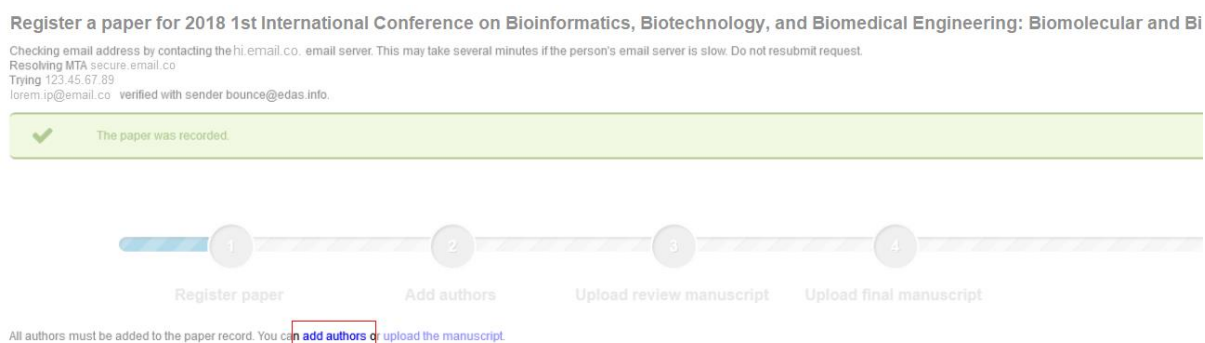 Register a paper for 2018 1st International Conference on Bioinformatics, Biotechnology, and Biomedical Engineering: Biomolecular and Bi
Checking email address by contacting the hi.email.co. email server. This may take several minutes if the person's email server is slow. Do not resubmit request.
Resolving MTA secure.email.co
Trying 123.45.67.89
lorem.ip@email.co verified with sender bounce@edas.info.
The paper was recorded.
1 2 3 4
Register paper Add authors Upload review manuscript Upload final manuscript
All authors must be added to the paper record. You can add authors or upload the manuscript.